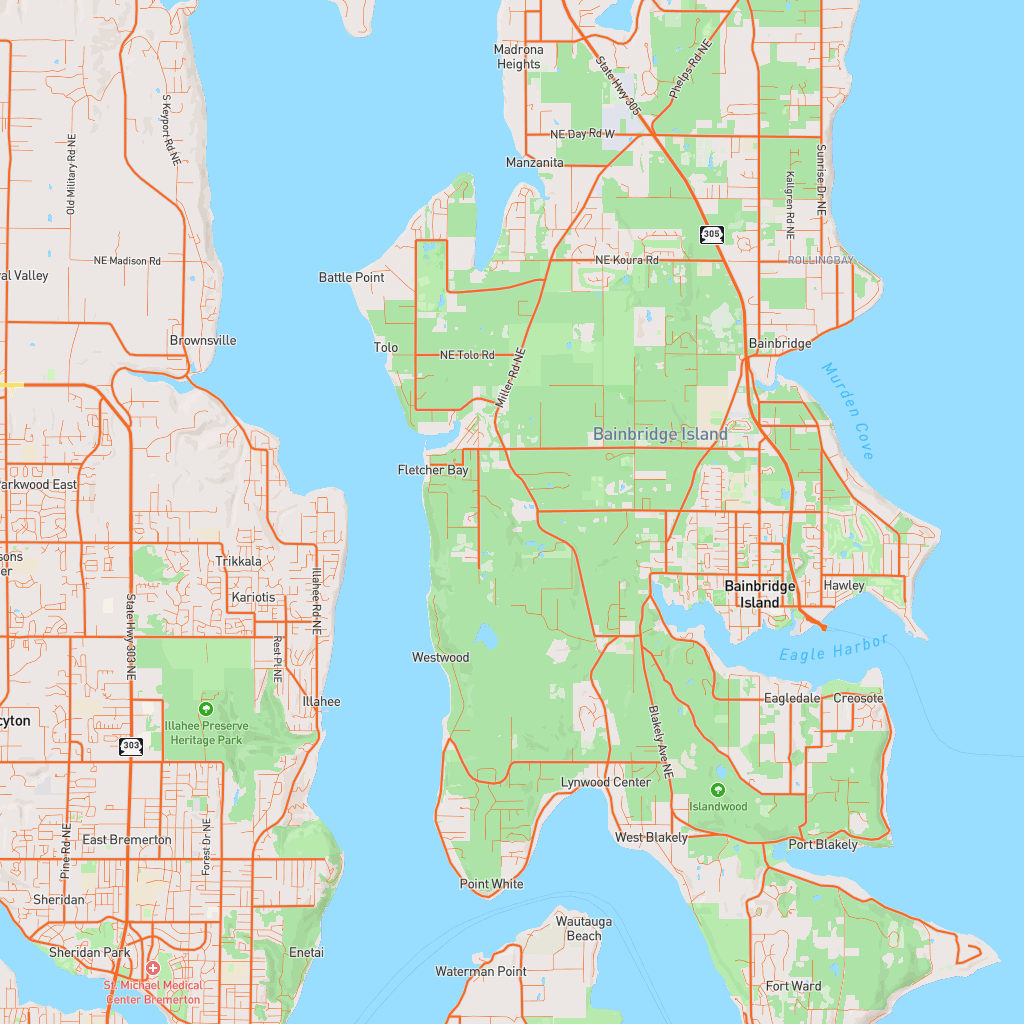 Madrona
Heights
State Hwy 305
Phelps Rd NE
S Keyport Rd NE
Old Military Rd NE
NE Day Rd W
Manzanita
Sunrise Dr NE
Kallgren Rd NE
305
NE Madison Rd
NE Koura Rd
ROLLINGBAY
al Valley
Battle Point
Brownsville
Tolo
NE Tolo Rd
Bainbridge
Miller Rd NE
Murden Cove
Bainbridge Island
Fletcher Bay
Parkwood East
sons
er
Trikkala
Illahee Rd NE
Kariotis
State Hwy 303 NE
Bainbridge
Island
Hawley
Rest Pl NE
Westwood
Eagle Harbor
Illahee
Eagledale
Creosote
cyton
Illahee Preserve
Heritage Park
303
Blakely Ave NE
Lynwood Center
Islandwood
East Bremerton
Pine Rd NE
Forest Dr NE
West Blakely
Port Blakely
Point White
Sheridan
Wautauga
Beach
Sheridan Park
Enetai
Waterman Point
St. Michael Medical
Center Bremerton
Fort Ward